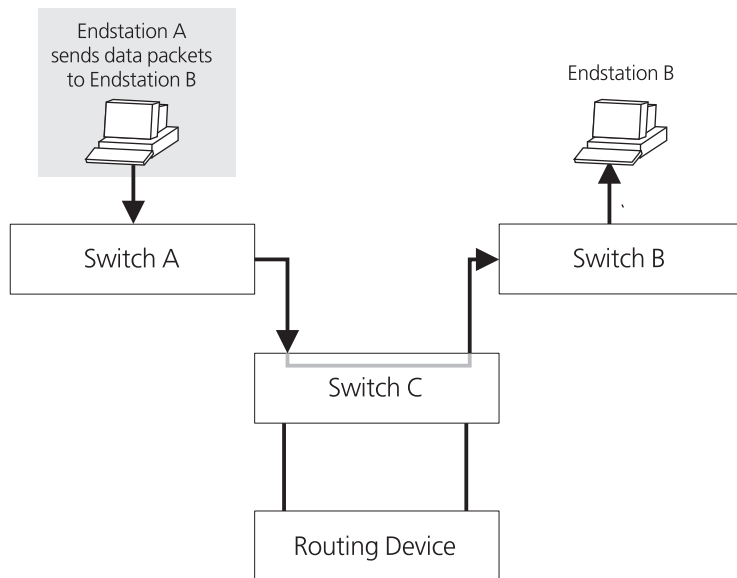 Endstation A
sends data packets
to Endstation B
Endstation B
Switch A
Switch B
Switch C
Routing Device